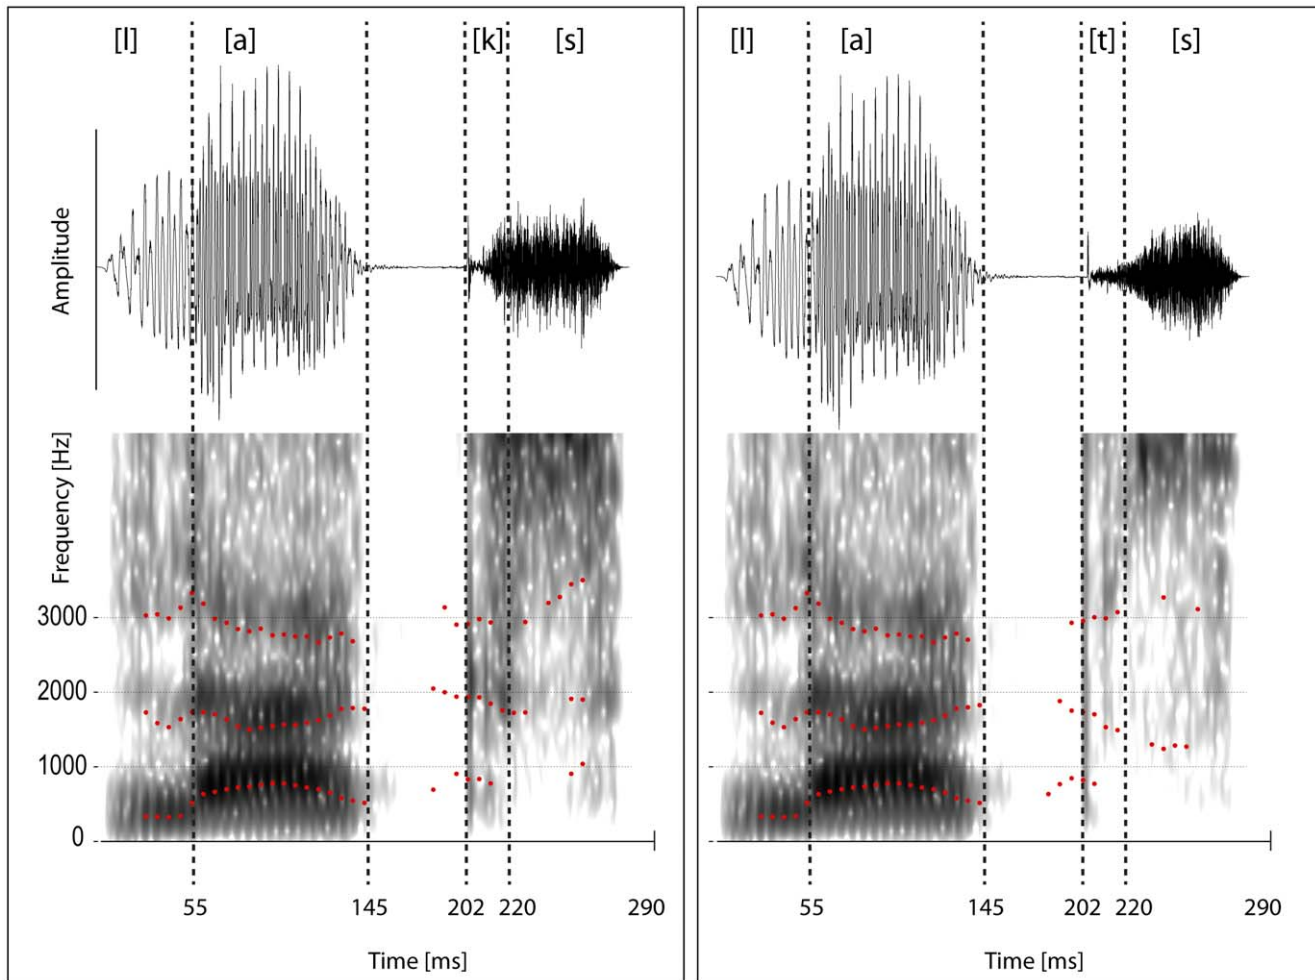 [l] [a] [k] [s]
Amplitude
Frequency [Hz]
3000
2000
1000
0
55 145 202 220 290
Time [ms]
[l] [a] [t] [s]
55 145 202 220 290
Time [ms]